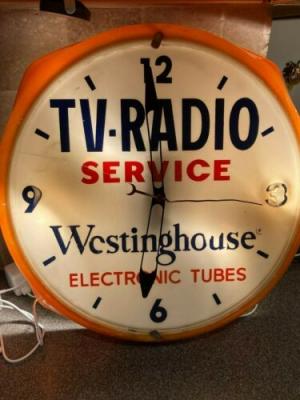 12
TV·RADIO
SERVICE
9 3
Westinghouse
ELECTRONIC TUBES
6